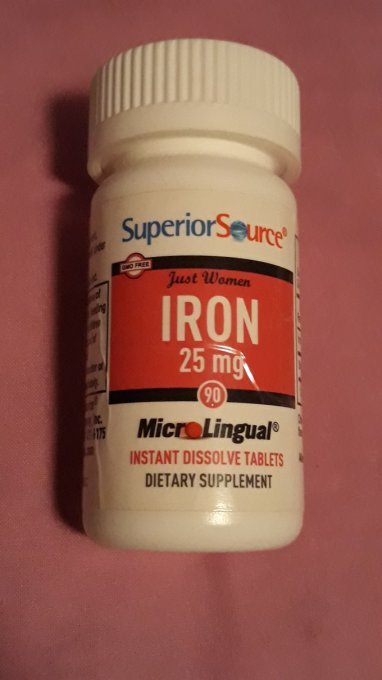 SuperiorSource®
GMO FREE
Just Women
IRON
25 mg
90
MicroLingual®
INSTANT DISSOLVE TABLETS
DIETARY SUPPLEMENT